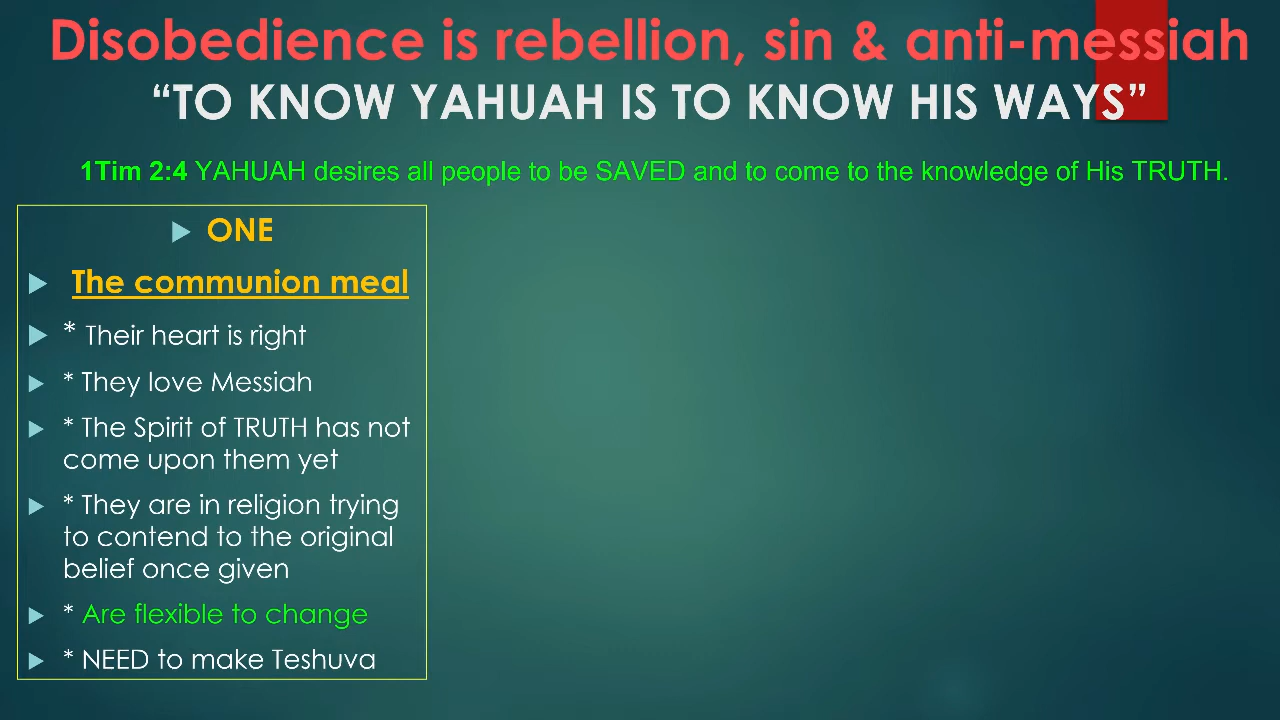 Disobedience is rebellion, sin & anti-messiah
“TO KNOW YAHUAH IS TO KNOW HIS WAYS”
1Tim 2:4 YAHUAH desires all people to be SAVED and to come to the knowledge of His TRUTH.
ONE
The communion meal
* Their heart is right
* They love Messiah
* The Spirit of TRUTH has not
come upon them yet
* They are in religion trying
to contend to the original
belief once given
* Are flexible to change
* NEED to make Teshuva